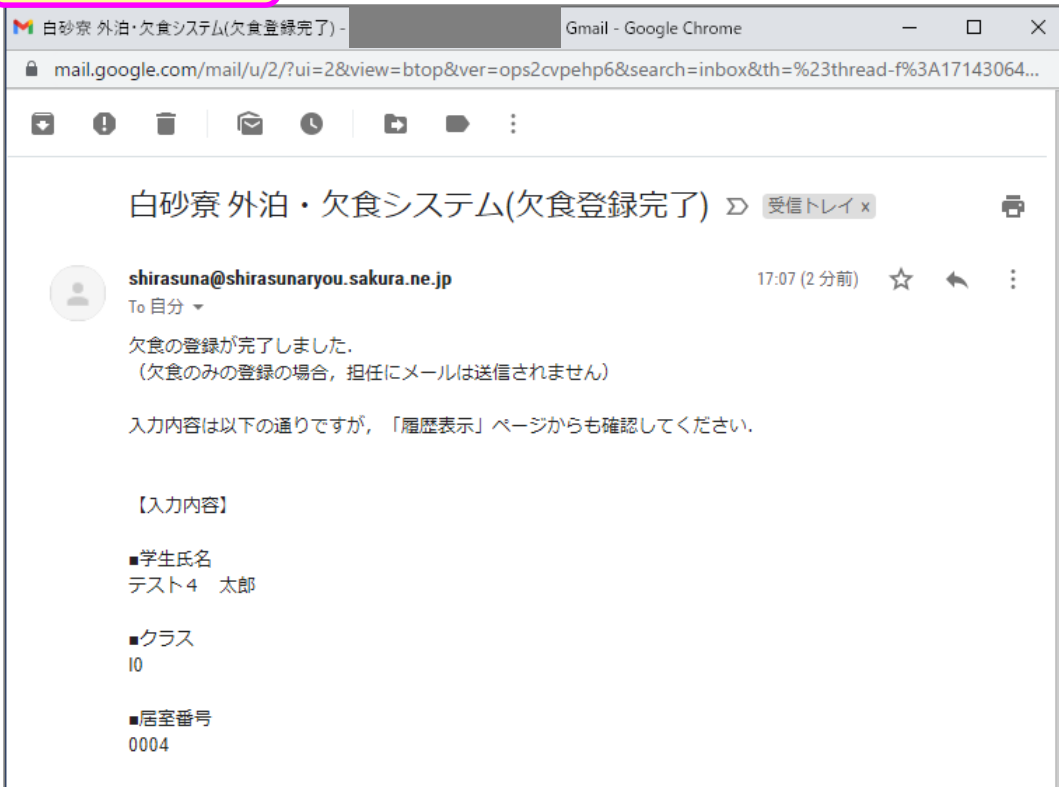 白砂寮 外泊・欠食システム(欠食登録完了) - Gmail - Google Chrome
mail.google.com/mail/u/2/?ui=2&view=btop&ver=ops2cvpehp6&search=inbox&th=%23thread-f%3A17143064...
白砂寮 外泊・欠食システム(欠食登録完了) 受信トレイ x
shirasuna@shirasunaryou.sakura.ne.jp 17:07 (2 分前)
To 自分
欠食の登録が完了しました.
（欠食のみの登録の場合，担任にメールは送信されません）
入力内容は以下の通りですが，「履歴表示」ページからも確認してください.
【入力内容】
■学生氏名
テスト４　太郎
■クラス
I0
■居室番号
0004